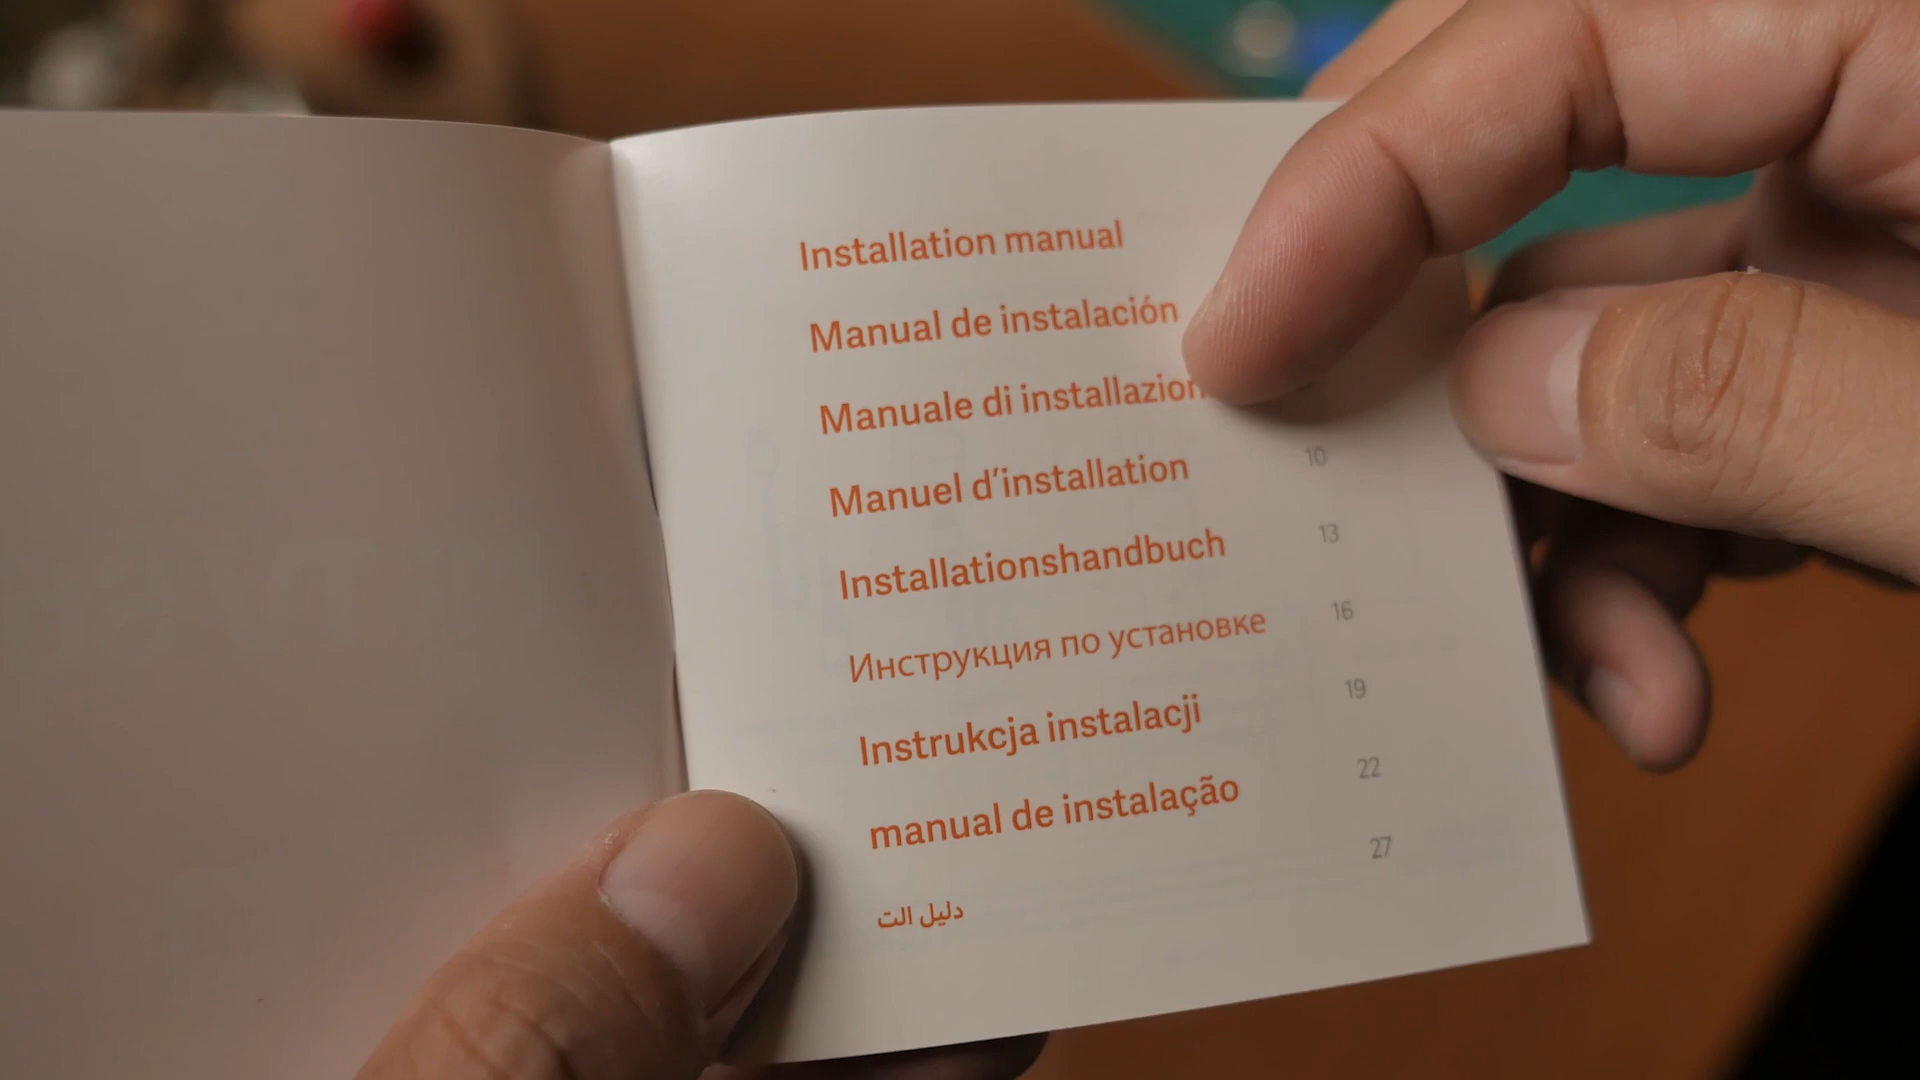 Installation manual
Manual de instalación
Manuale di installazion
Manuel d'installation 10
Installationshandbuch 13
Инструкция по установке 16
Instrukcja instalacji 19
manual de instalação 22
دليل الت 27